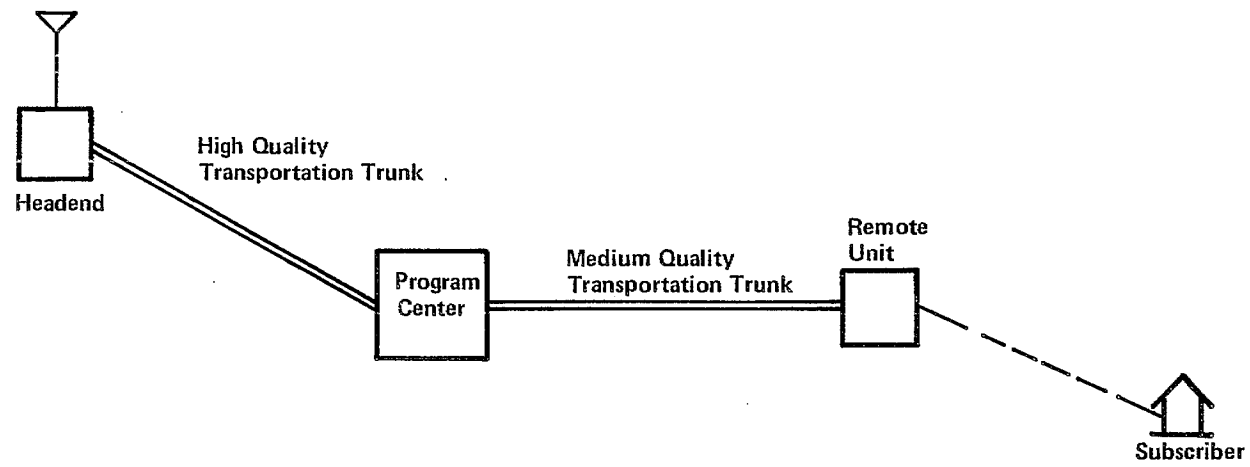 High Quality
Transportation Trunk
Headend
Program
Center
Medium Quality
Transportation Trunk
Remote
Unit
Subscriber